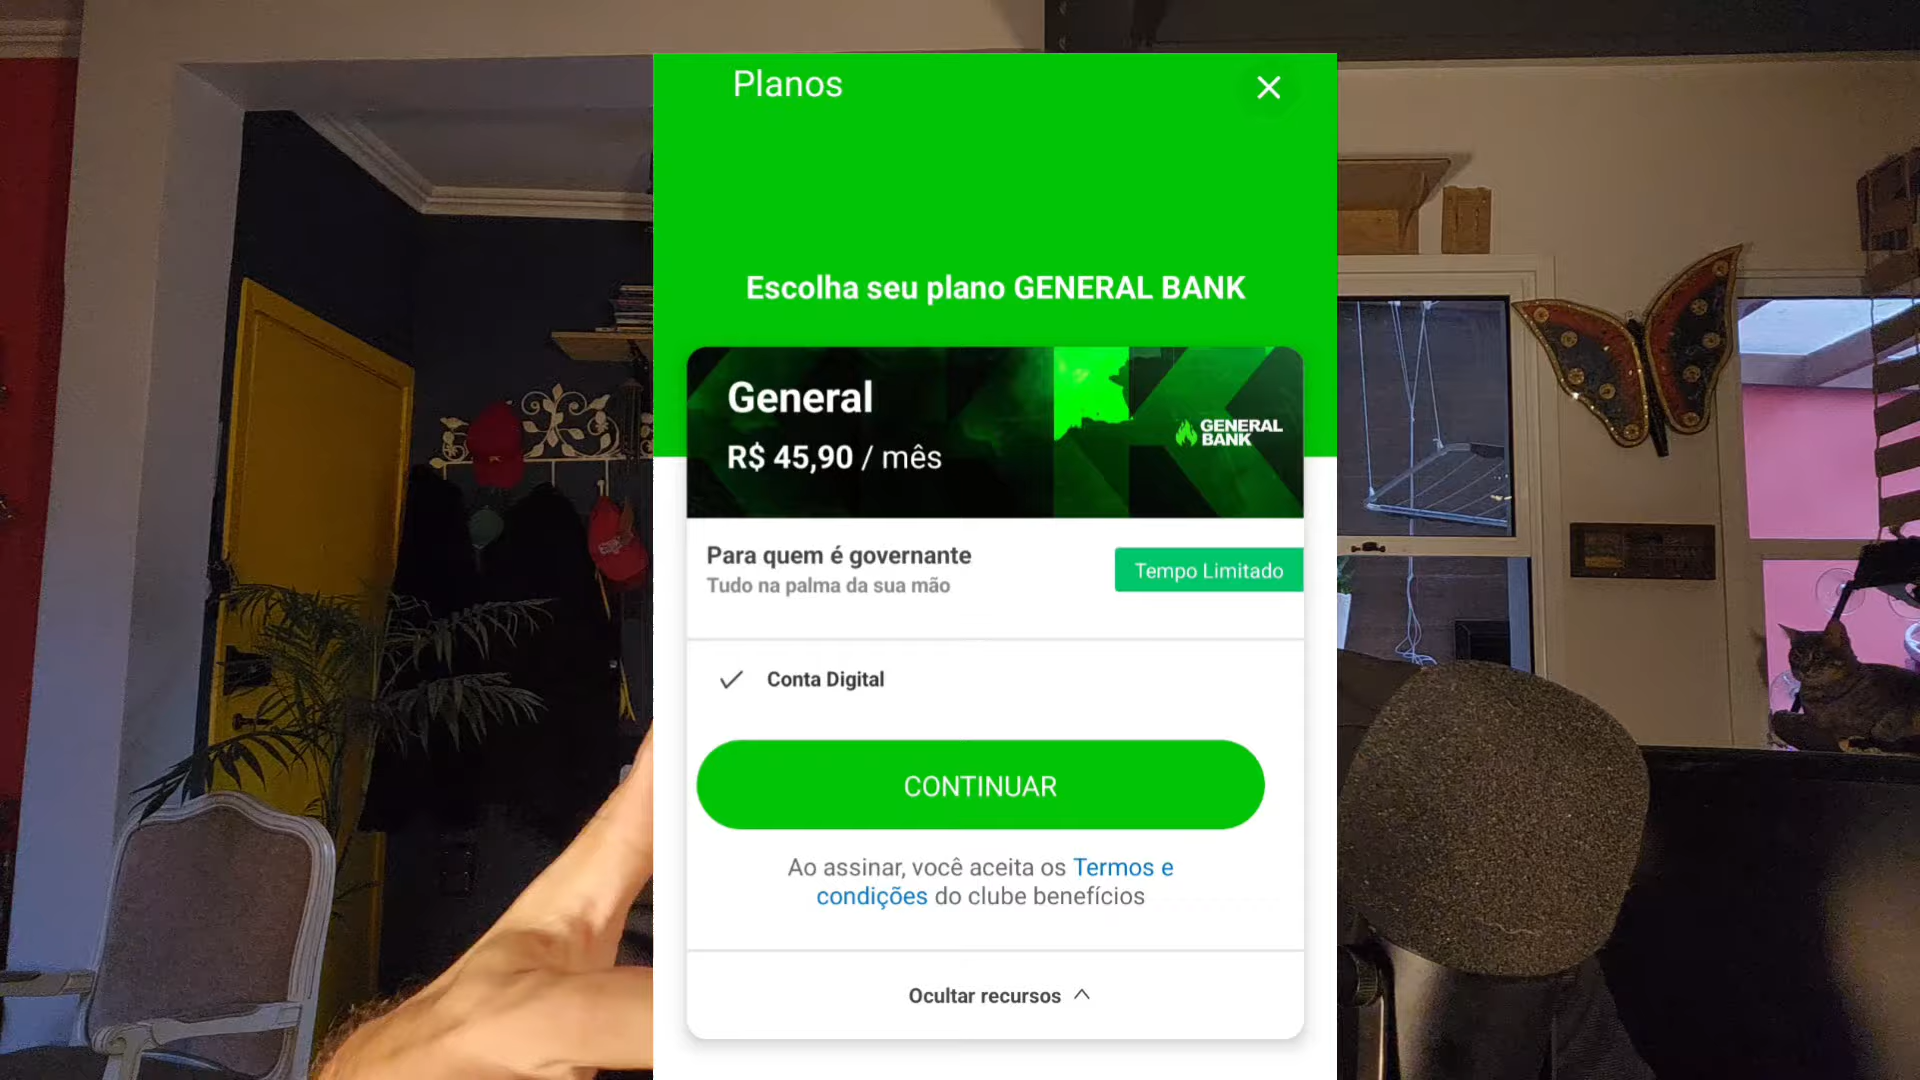 Planos
Escolha seu plano GENERAL BANK
General
R$ 45,90 / mês
GENERAL
BANK
Para quem é governante
Tudo na palma da sua mão
Tempo Limitado
Conta Digital
CONTINUAR
Ao assinar, você aceita os Termos e
condições do clube benefícios
Ocultar recursos